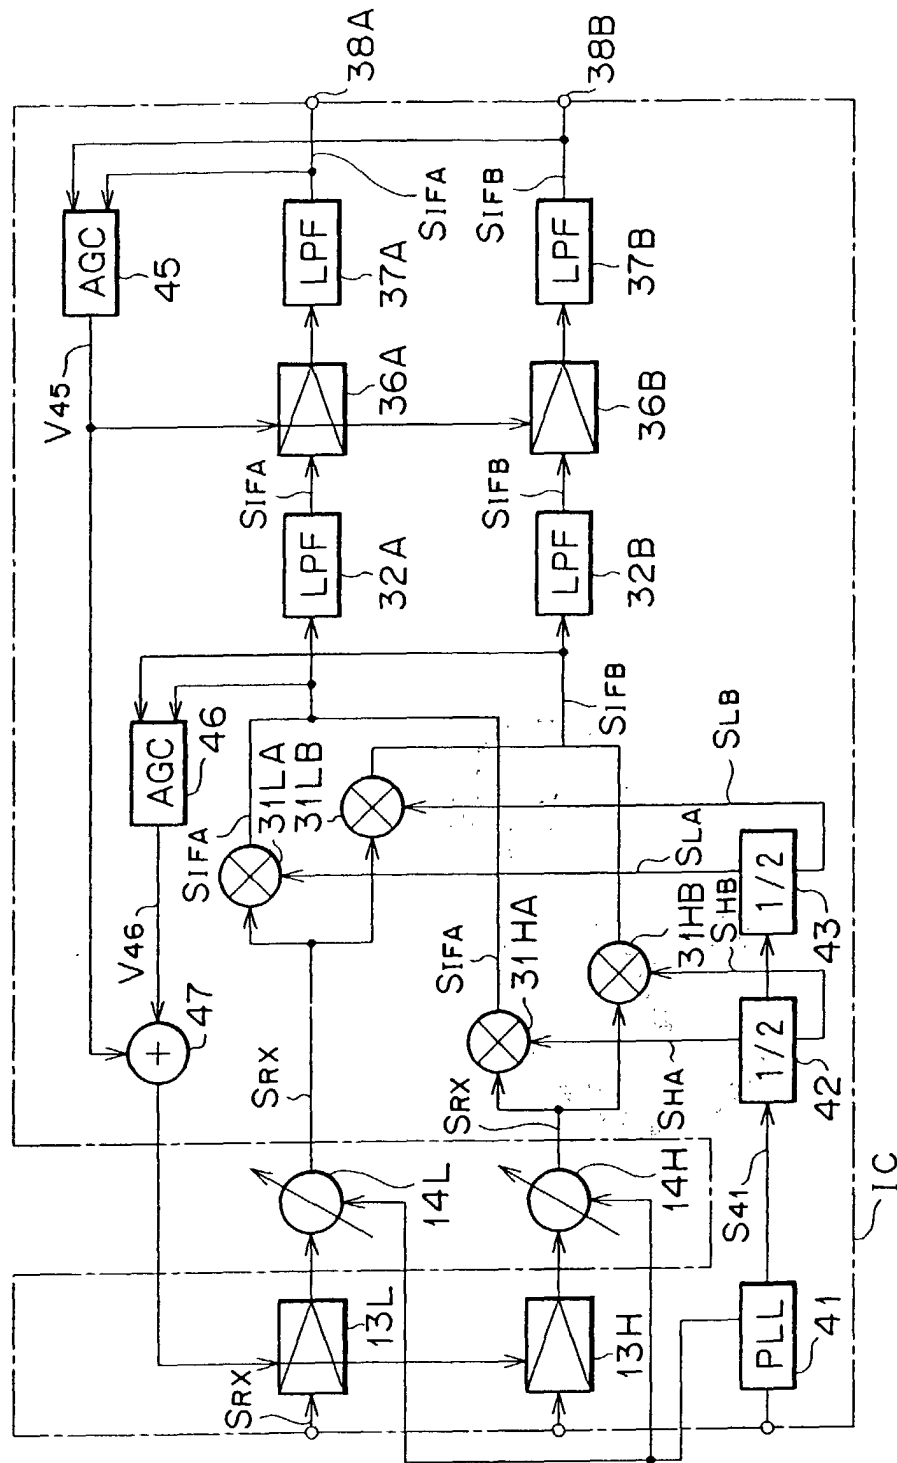 SRX
13L
14L
SRX
47
V46
AGC
46
V45
AGC
45
SIFA
31LA
31LB
LPF
32A
SIFA
36A
LPF
37A
SIFA
38A
13H
14H
SRX
31HA
SIFA
31HB
SIFB
LPF
32B
SIFB
36B
LPF
37B
SIFB
38B
PLL
41
S41
1/2
42
SHA
SHB
1/2
43
SLA
SLB
IC